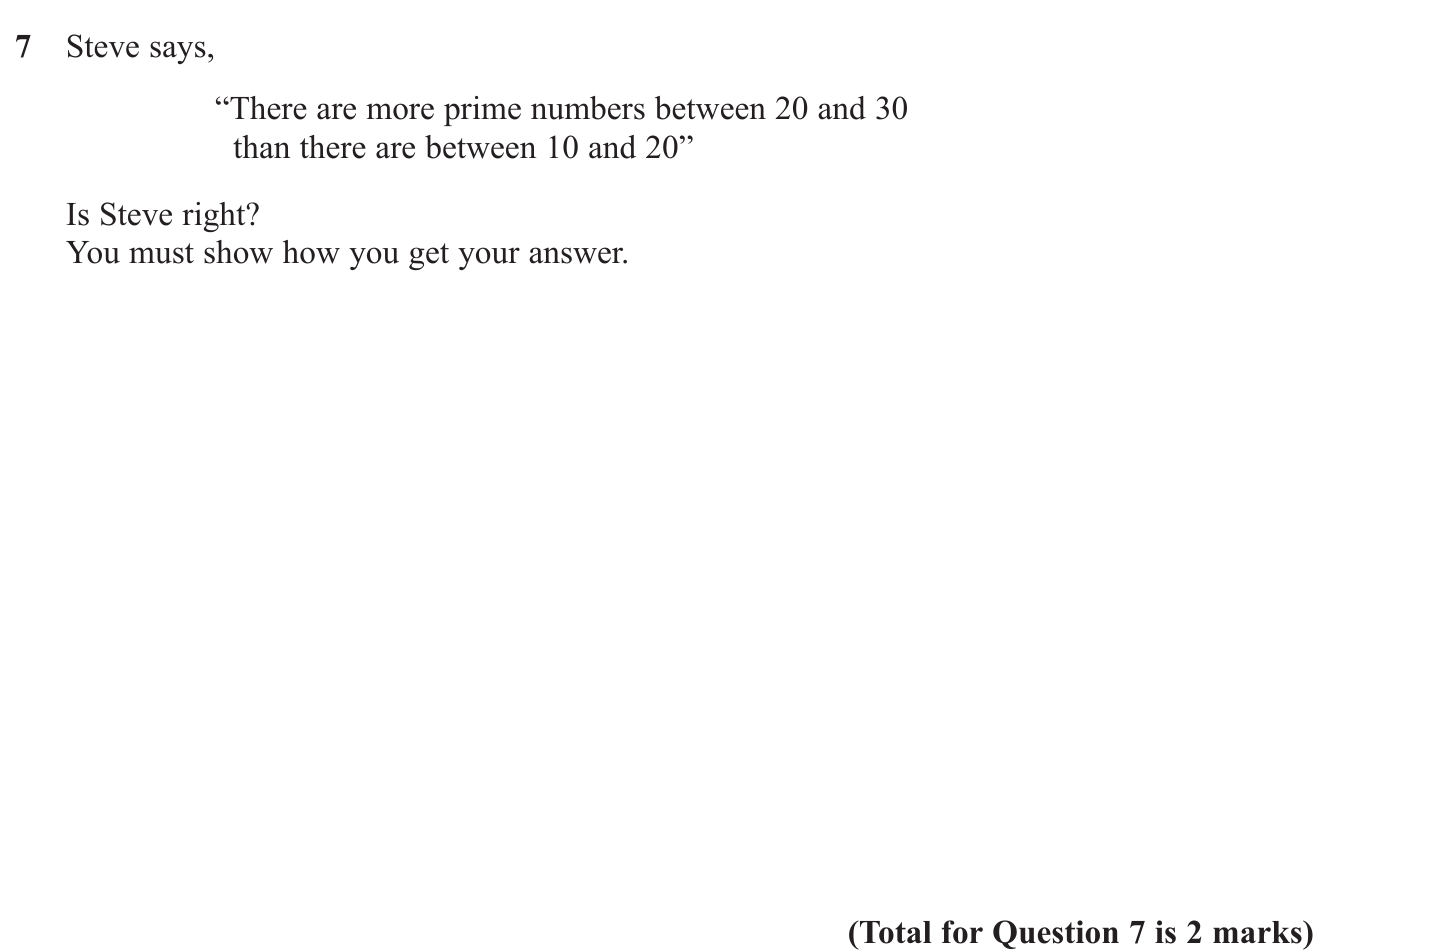 7 Steve says,
“There are more prime numbers between 20 and 30
than there are between 10 and 20”
Is Steve right?
You must show how you get your answer.
(Total for Question 7 is 2 marks)